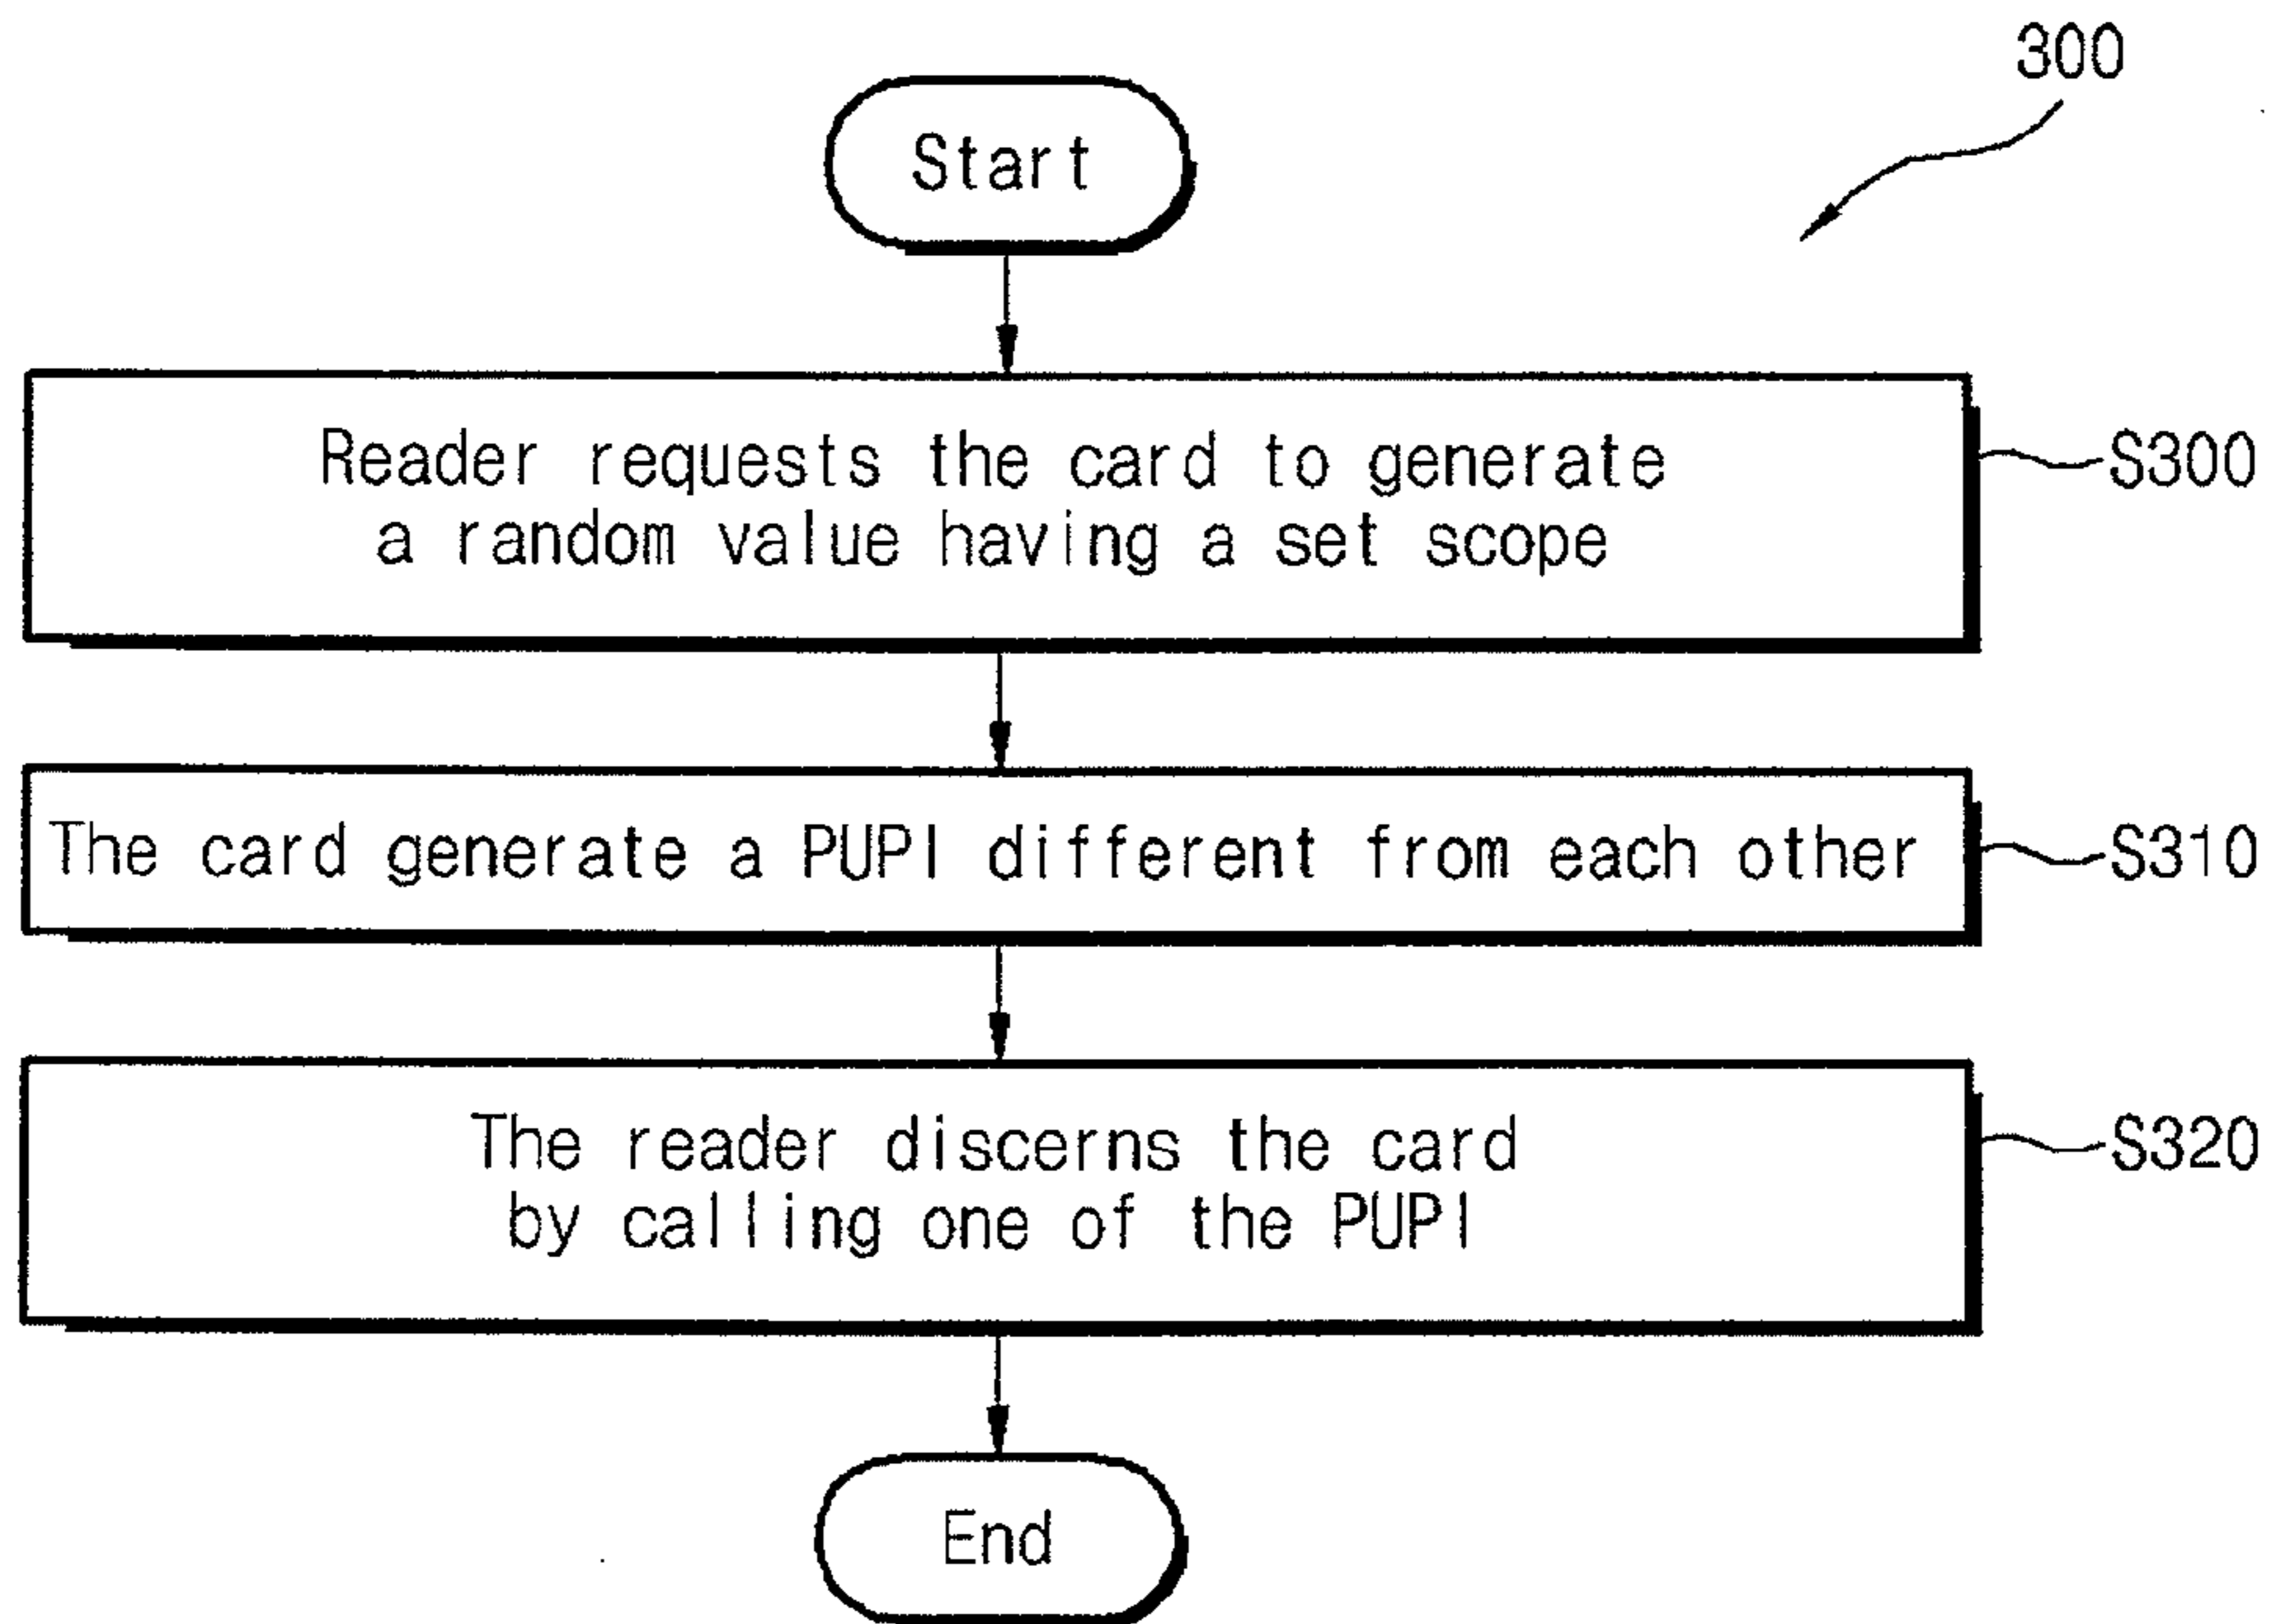 300
Start
Reader requests the card to generate
a random value having a set scope
S300
The card generate a PUPI different from each other
S310
The reader discerns the card
by calling one of the PUPI
S320
End